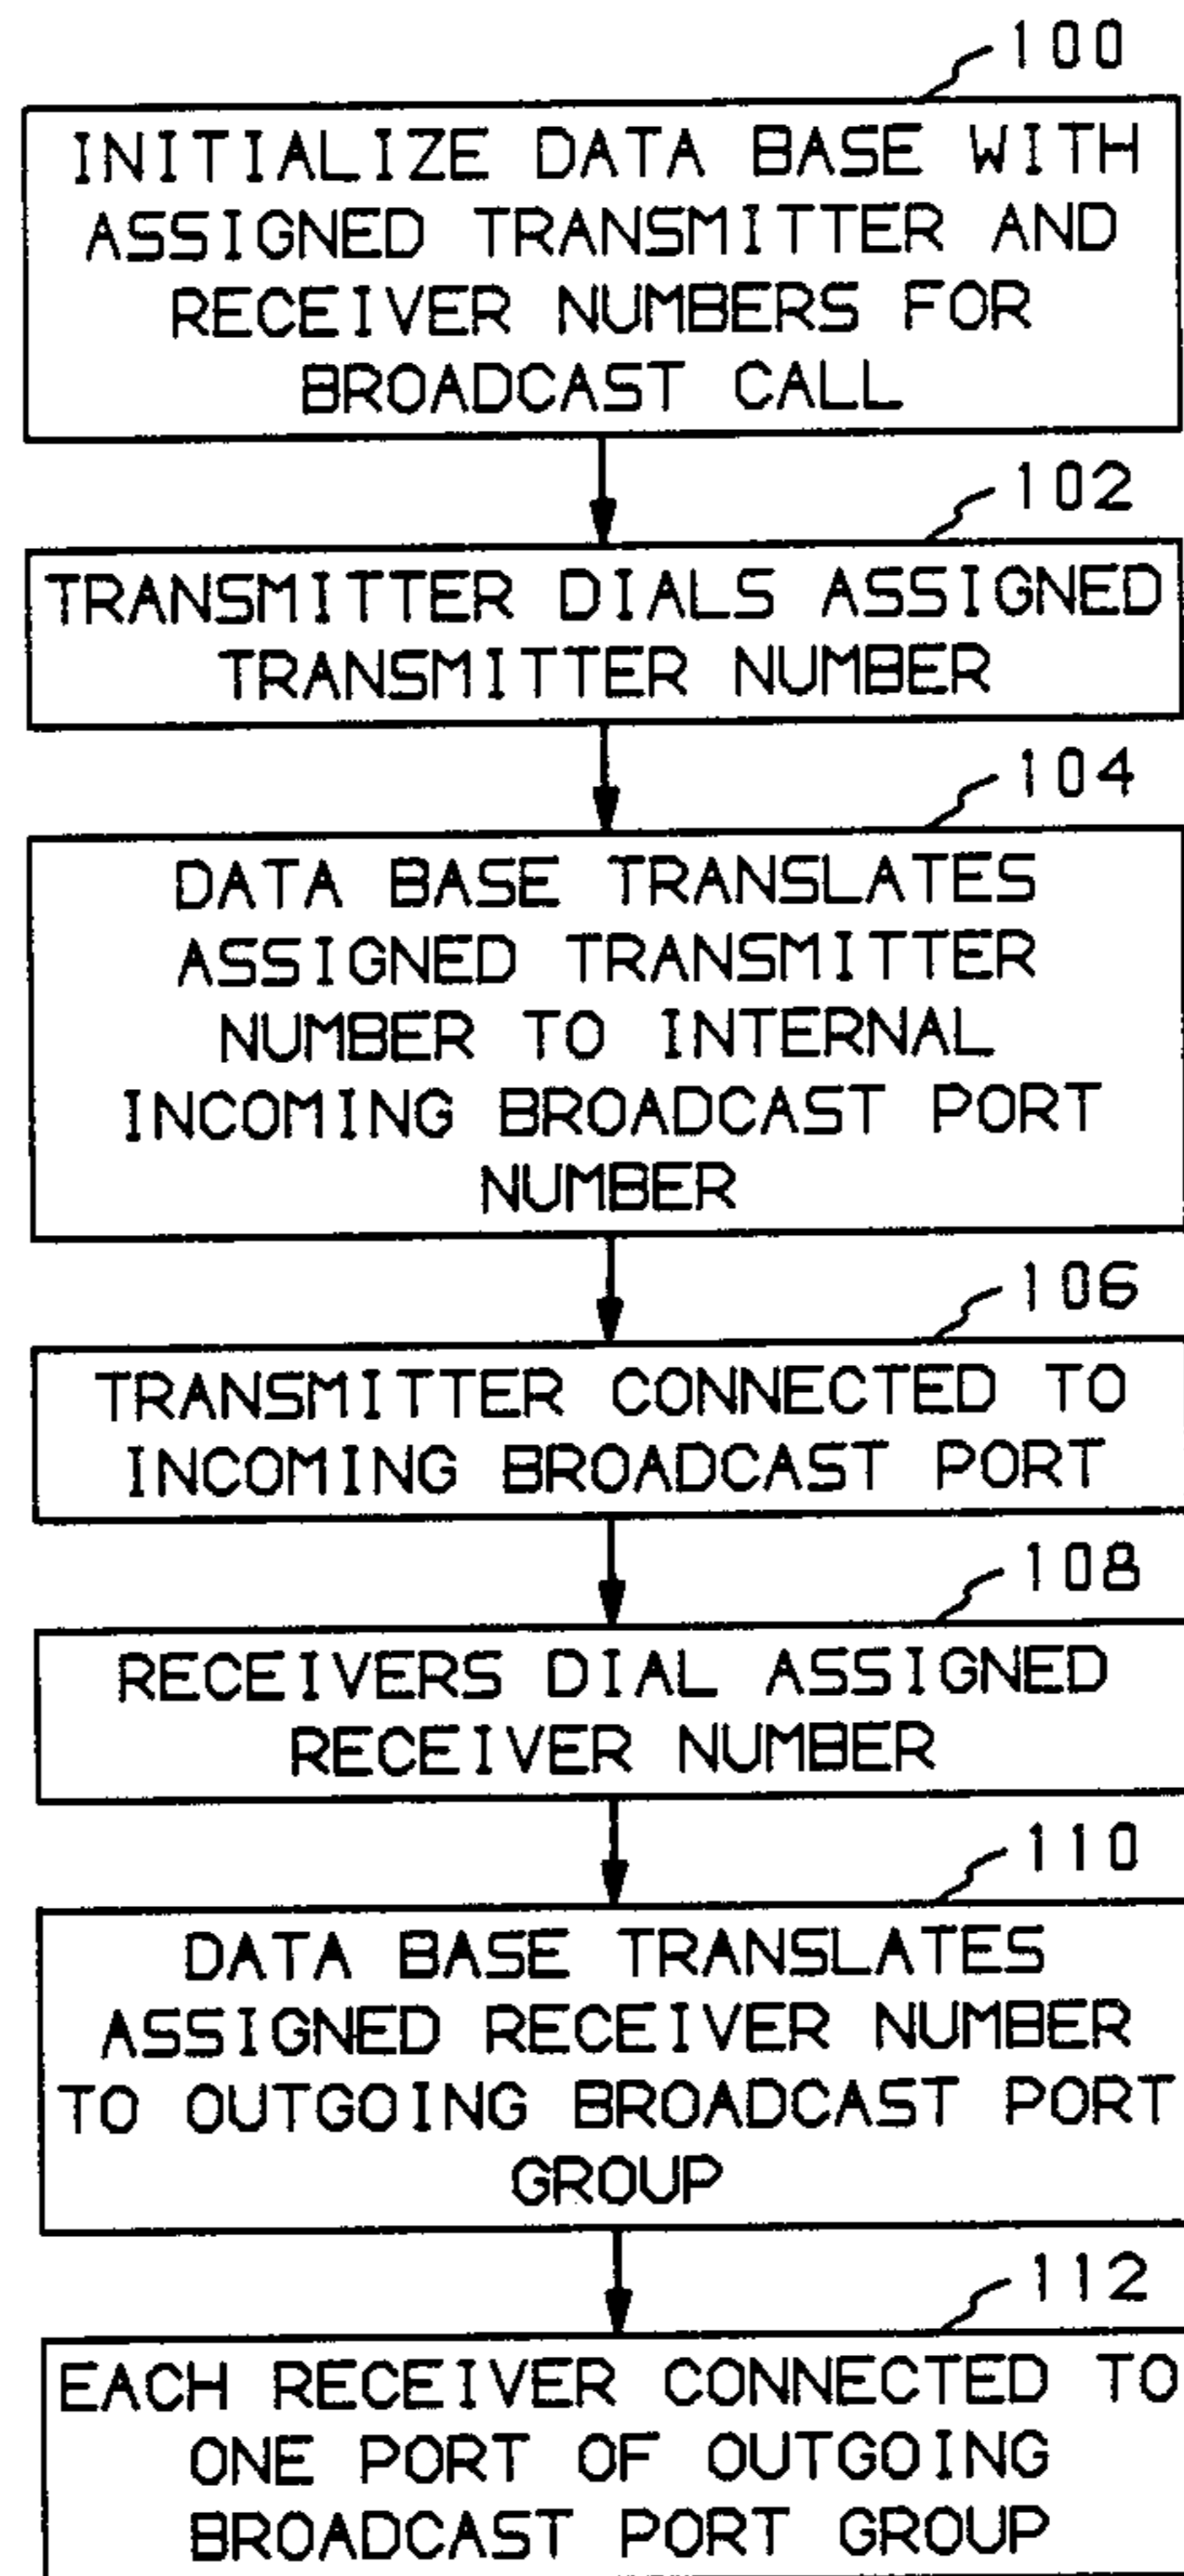 100
INITIALIZE DATA BASE WITH
ASSIGNED TRANSMITTER AND
RECEIVER NUMBERS FOR
BROADCAST CALL
102
TRANSMITTER DIALS ASSIGNED
TRANSMITTER NUMBER
104
DATA BASE TRANSLATES
ASSIGNED TRANSMITTER
NUMBER TO INTERNAL
INCOMING BROADCAST PORT
NUMBER
106
TRANSMITTER CONNECTED TO
INCOMING BROADCAST PORT
108
RECEIVERS DIAL ASSIGNED
RECEIVER NUMBER
110
DATA BASE TRANSLATES
ASSIGNED RECEIVER NUMBER
TO OUTGOING BROADCAST PORT
GROUP
112
EACH RECEIVER CONNECTED TO
ONE PORT OF OUTGOING
BROADCAST PORT GROUP